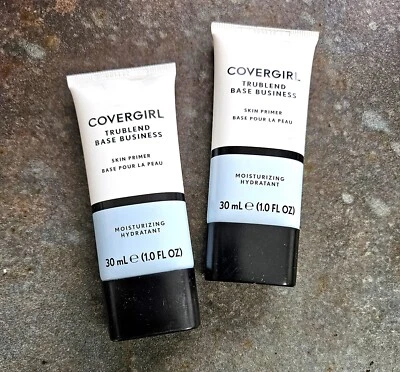 COVERGIRL
TRUBLEND
BASE BUSINESS
SKIN PRIMER
BASE POUR LA PEAU
MOISTURIZING
HYDRATANT
30 mL e (1.0 FL OZ)
COVERGIRL
TRUBLEND
BASE BUSINESS
SKIN PRIMER
BASE POUR LA PEAU
MOISTURIZING
HYDRATANT
30 mL e (1.0 FL OZ)